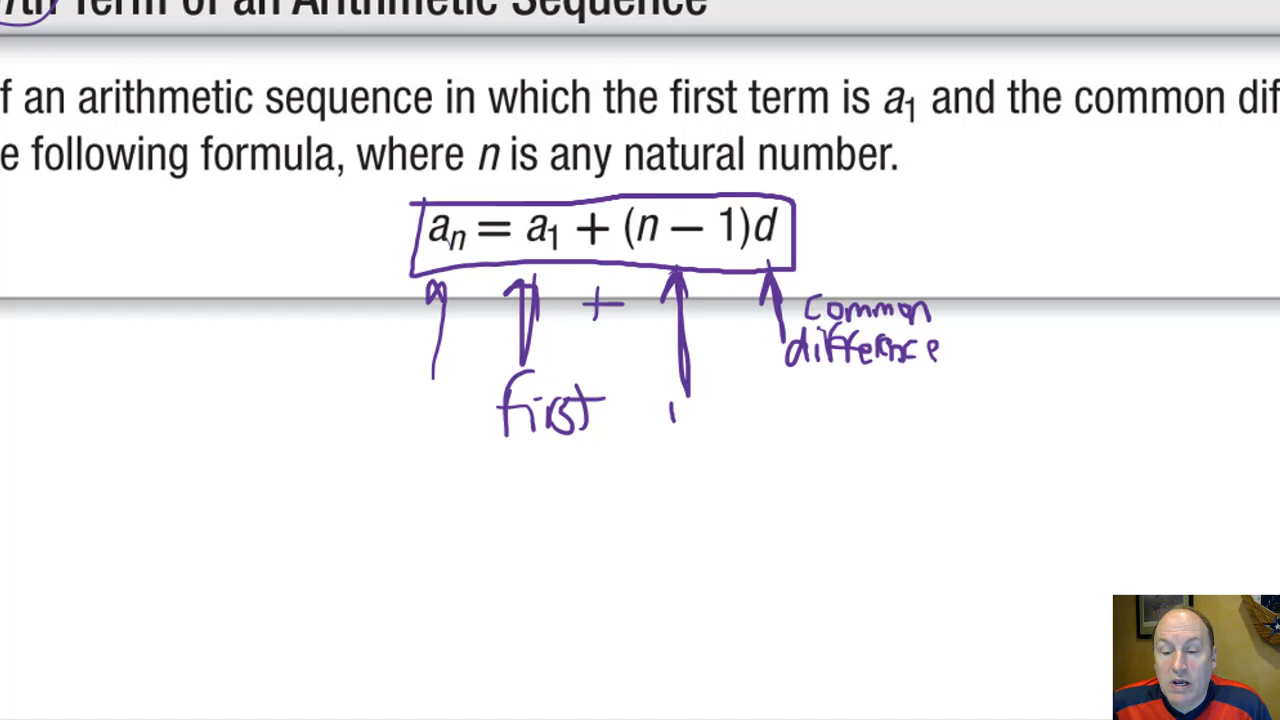 nth Term of an Arithmetic Sequence
f an arithmetic sequence in which the first term is a₁ and the common dif
e following formula, where n is any natural number.
aₙ = a₁ + (n − 1)d
+
common
difference
first